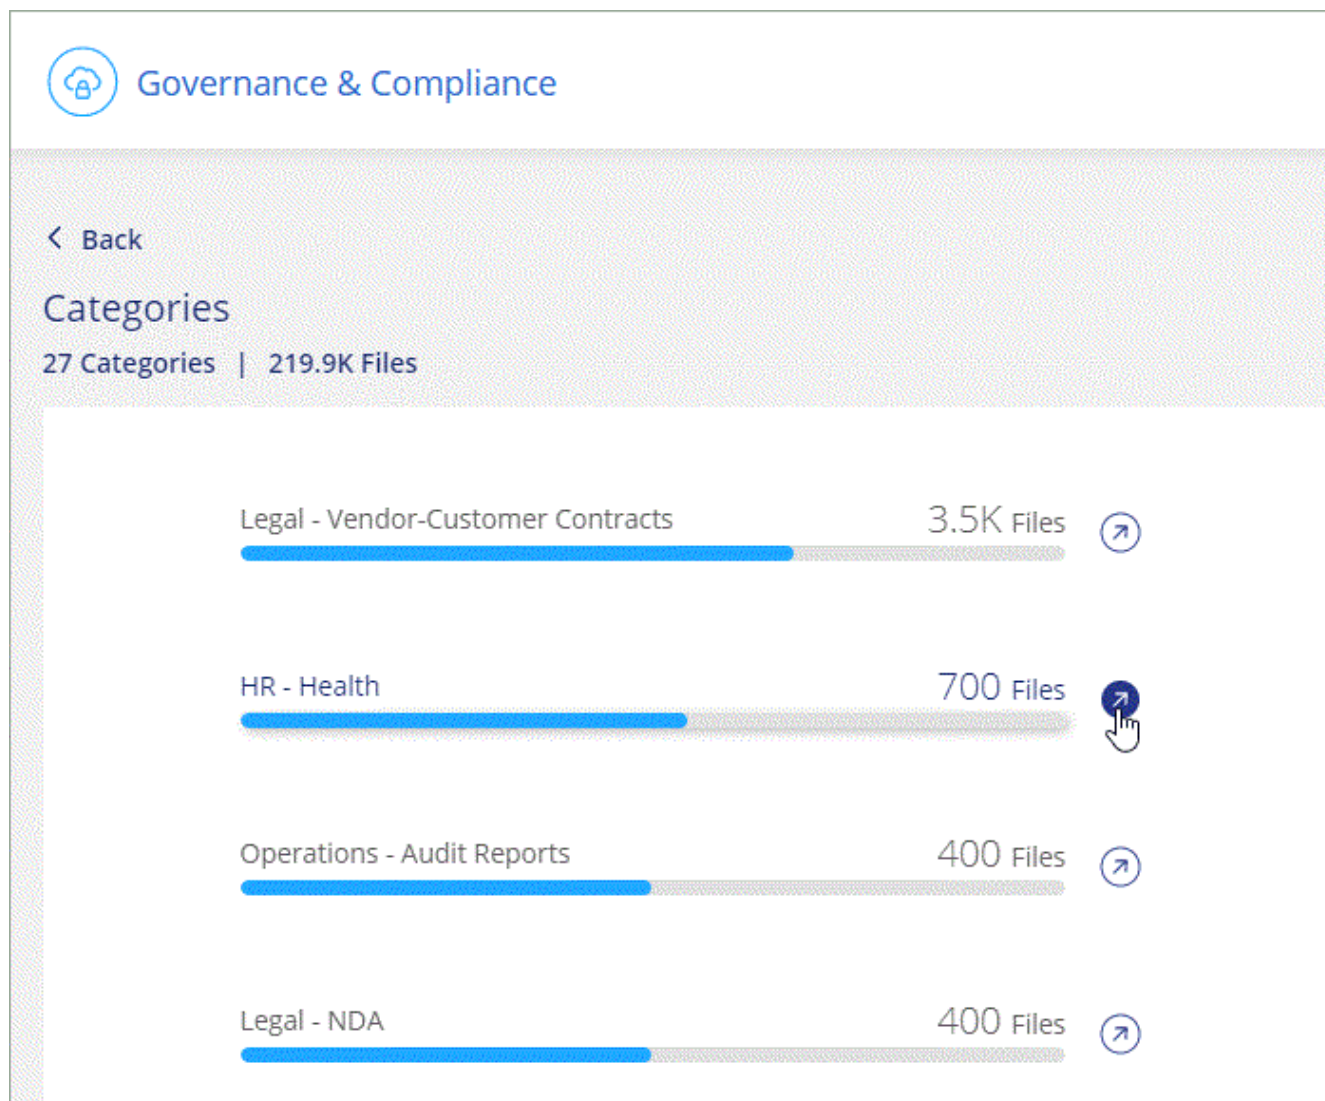 Governance & Compliance
Back
Categories
27 Categories | 219.9K Files
Legal - Vendor-Customer Contracts 3.5K Files
HR - Health 700 Files
Operations - Audit Reports 400 Files
Legal - NDA 400 Files